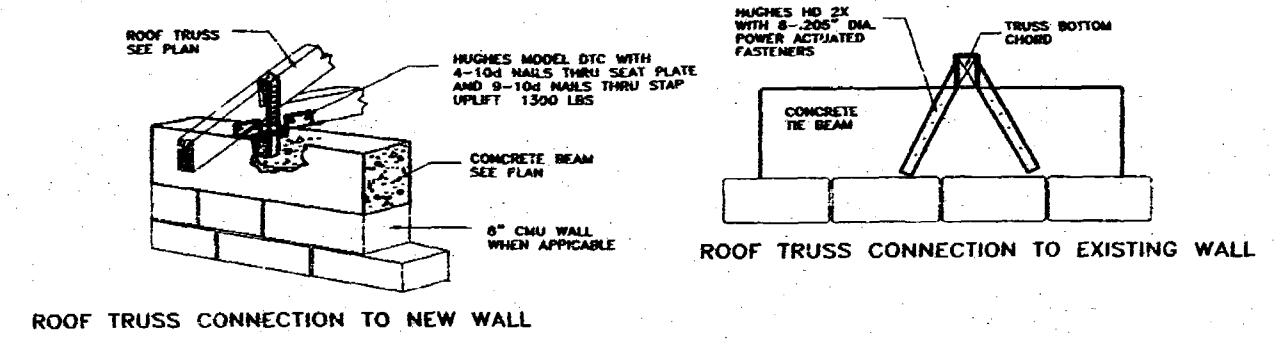 ROOF TRUSS
SEE PLAN
HUGHES MODEL DTC WITH
4-10d NAILS THRU SEAT PLATE
AND 9-10d NAILS THRU STAP
UPLIFT 1300 LBS
CONCRETE BEAM
SEE PLAN
8" CMU WALL
WHEN APPICABLE
ROOF TRUSS CONNECTION TO NEW WALL
HUGHES HD 2X
WITH 8-.205" DIA.
POWER ACTUATED
FASTENERS
TRUSS BOTTOM
CHORD
CONCRETE
TIE BEAM
ROOF TRUSS CONNECTION TO EXISTING WALL